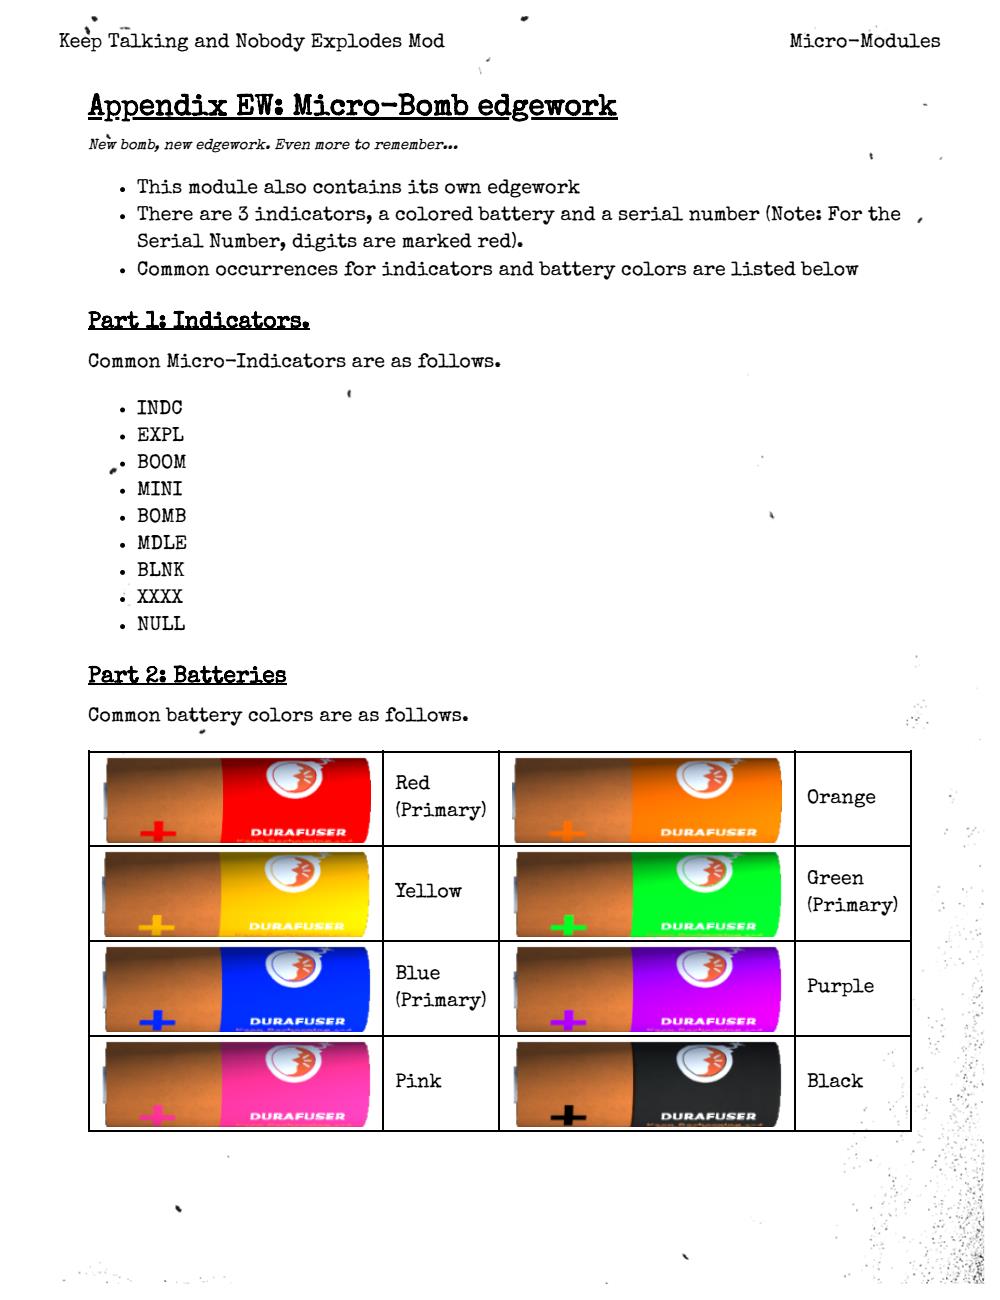 Keep Talking and Nobody Explodes Mod
Micro-Modules
Appendix EW: Micro-Bomb edgework
New bomb, new edgework. Even more to remember...
• This module also contains its own edgework
• There are 3 indicators, a colored battery and a serial number (Note: For the
Serial Number, digits are marked red).
• Common occurrences for indicators and battery colors are listed below
Part 1: Indicators.
Common Micro-Indicators are as follows.
• INDC
• EXPL
• BOOM
• MINI
• BOMB
• MDLE
• BLNK
• XXXX
• NULL
Part 2: Batteries
Common battery colors are as follows.
+ DURAFUSER
Red
(Primary)
+ DURAFUSER
Orange
+ DURAFUSER
Yellow
+ DURAFUSER
Green
(Primary)
+ DURAFUSER
Blue
(Primary)
+ DURAFUSER
Purple
+ DURAFUSER
Pink
+ DURAFUSER
Black